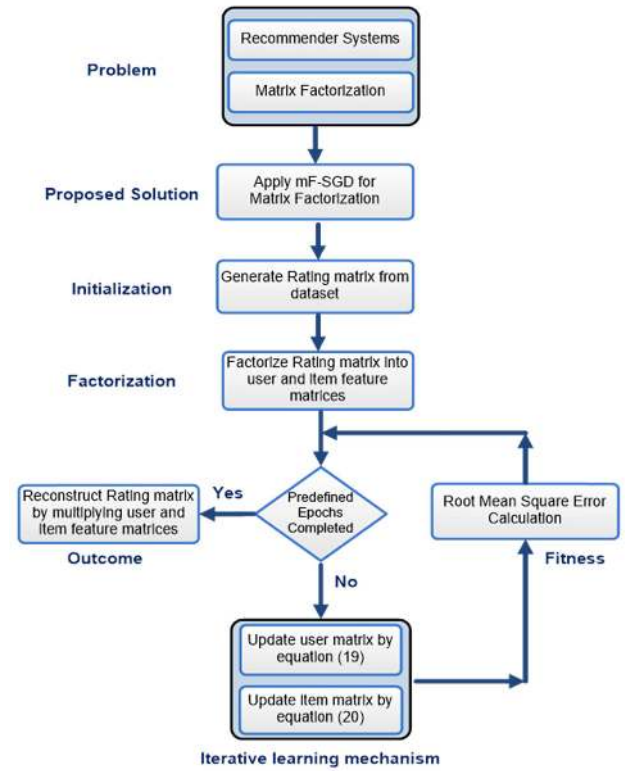 Recommender Systems
Problem
Matrix Factorization
Proposed Solution
Apply mF-SGD for
Matrix Factorization
Initialization
Generate Rating matrix from
dataset
Factorization
Factorize Rating matrix into
user and item feature
matrices
Reconstruct Rating matrix
by multiplying user and
item feature matrices
Outcome
Yes
Predefined
Epochs
Completed
No
Root Mean Square Error
Calculation
Fitness
Update user matrix by
equation (19)
Update item matrix by
equation (20)
Iterative learning mechanism